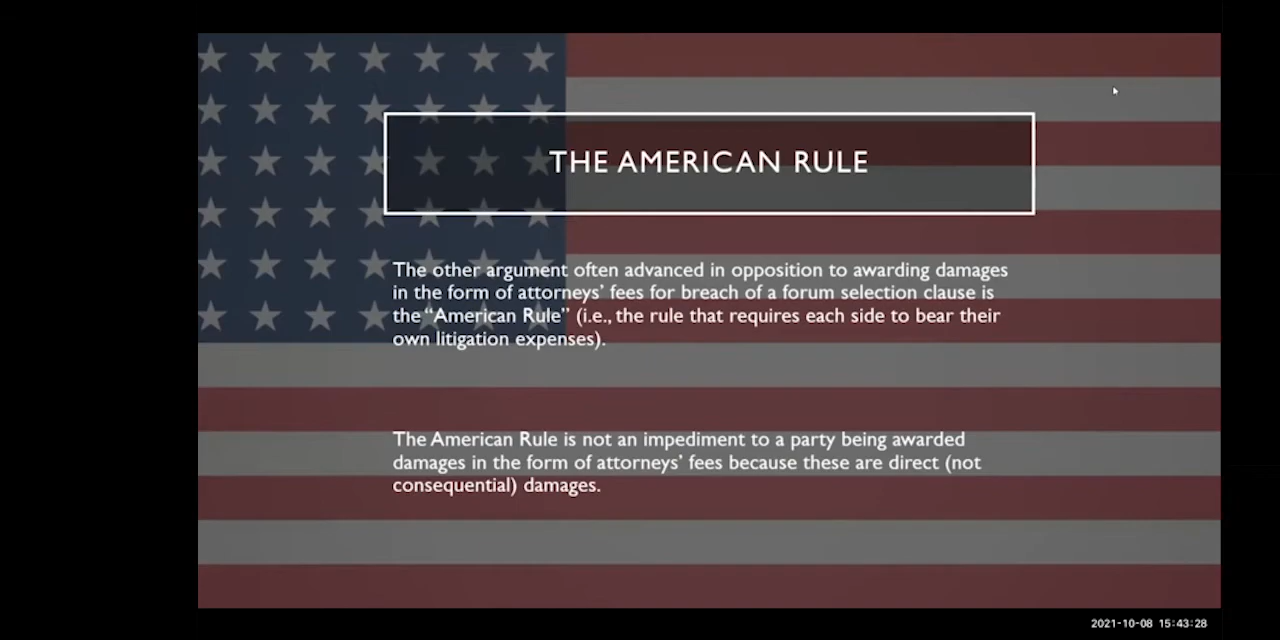 THE AMERICAN RULE
The other argument often advanced in opposition to awarding damages
in the form of attorneys’ fees for breach of a forum selection clause is
the “American Rule” (i.e., the rule that requires each side to bear their
own litigation expenses).
The American Rule is not an impediment to a party being awarded
damages in the form of attorneys’ fees because these are direct (not
consequential) damages.
2021-10-08 15:43:28